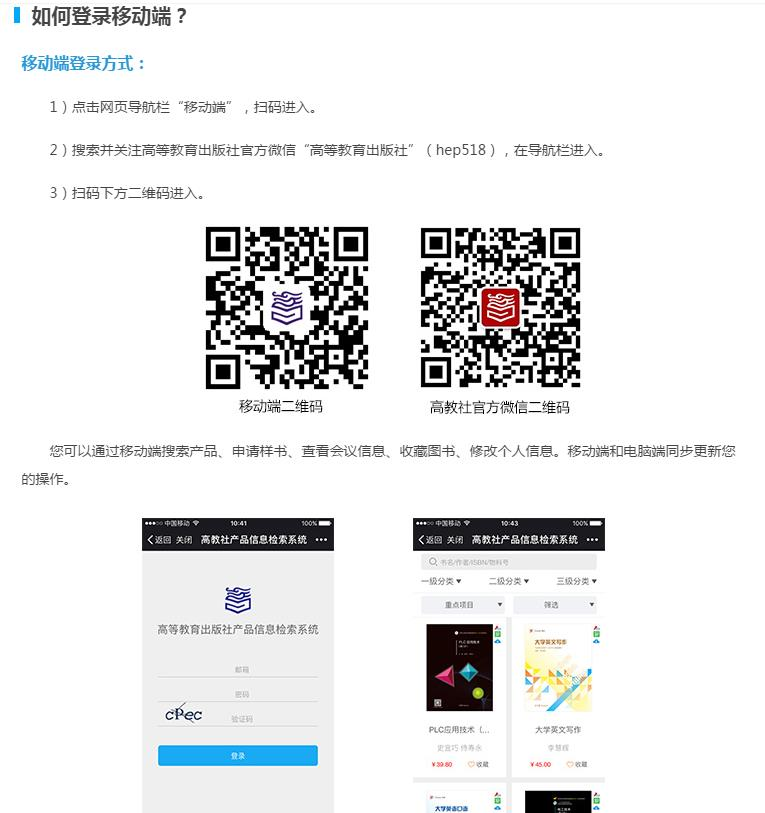 如何登录移动端？
移动端登录方式：
1）点击网页导航栏“移动端”，扫码进入。
2）搜索并关注高等教育出版社官方微信“高等教育出版社”（hep518），在导航栏进入。
3）扫码下方二维码进入。
移动端二维码
高教社官方微信二维码
您可以通过移动端搜索产品、申请样书、查看会议信息、收藏图书、修改个人信息。移动端和电脑端同步更新您
的操作。
中国移动 10:41 100%
返回 关闭 高教社产品信息检索系统
高等教育出版社产品信息检索系统
邮箱
密码
cPec 验证码
登录
中国移动 10:43 100%
返回 关闭 高教社产品信息检索系统
书名/作者/ISBN/物料号
一级分类 二级分类 三级分类
重点项目 筛选
PLC应用技术
大学英文写作
PLC应用技术（... 大学英文写作
史宜巧 侍寿永 李慧辉
￥39.80 收藏 ￥45.00 收藏
大学英语口语